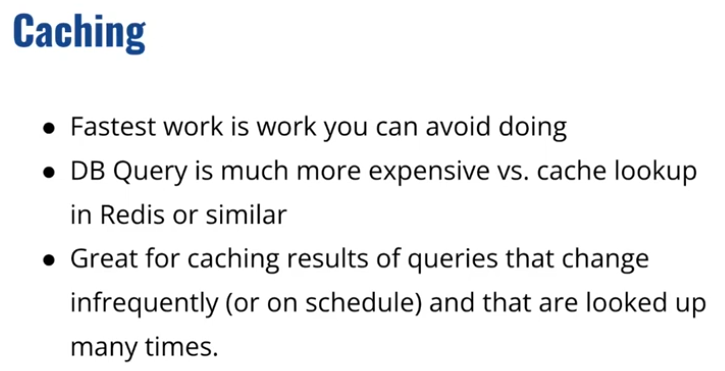 Caching
● Fastest work is work you can avoid doing
● DB Query is much more expensive vs. cache lookup
in Redis or similar
● Great for caching results of queries that change
infrequently (or on schedule) and that are looked up
many times.